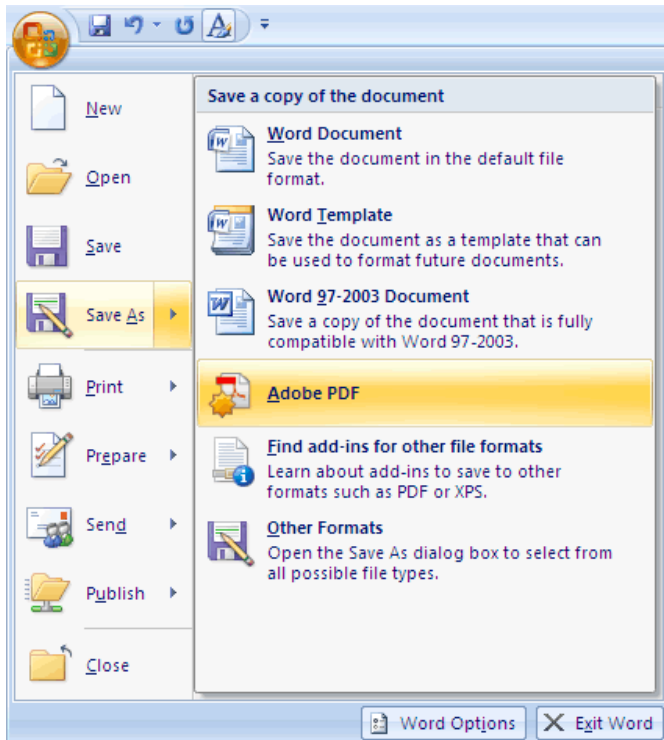 New
Open
Save
Save As
Print
Prepare
Send
Publish
Close
Save a copy of the document
Word Document
Save the document in the default file
format.
Word Template
Save the document as a template that can
be used to format future documents.
Word 97-2003 Document
Save a copy of the document that is fully
compatible with Word 97-2003.
Adobe PDF
Find add-ins for other file formats
Learn about add-ins to save to other
formats such as PDF or XPS.
Other Formats
Open the Save As dialog box to select from
all possible file types.
Word Options
Exit Word